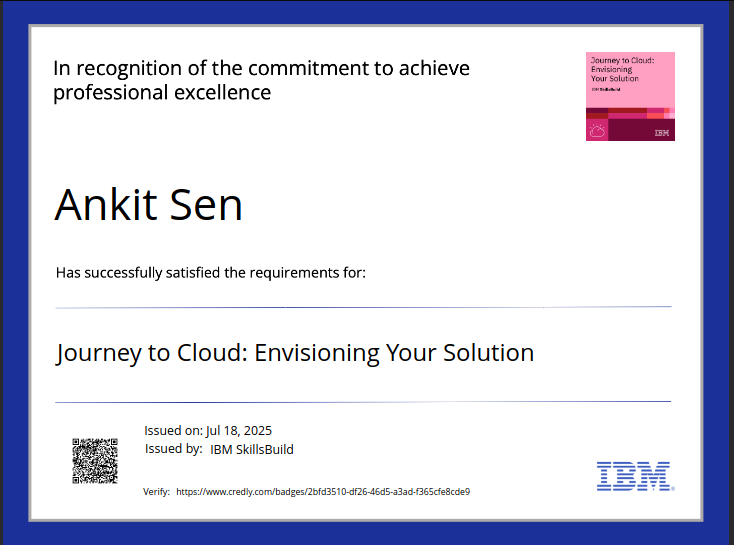 In recognition of the commitment to achieve
professional excellence
Journey to Cloud:
Envisioning
Your Solution
IBM SkillsBuild
IBM
Ankit Sen
Has successfully satisfied the requirements for:
Journey to Cloud: Envisioning Your Solution
Issued on: Jul 18, 2025
Issued by: IBM SkillsBuild
Verify: https://www.credly.com/badges/2bfd3510-df26-46d5-a3ad-f365cfe8cde9
IBM®